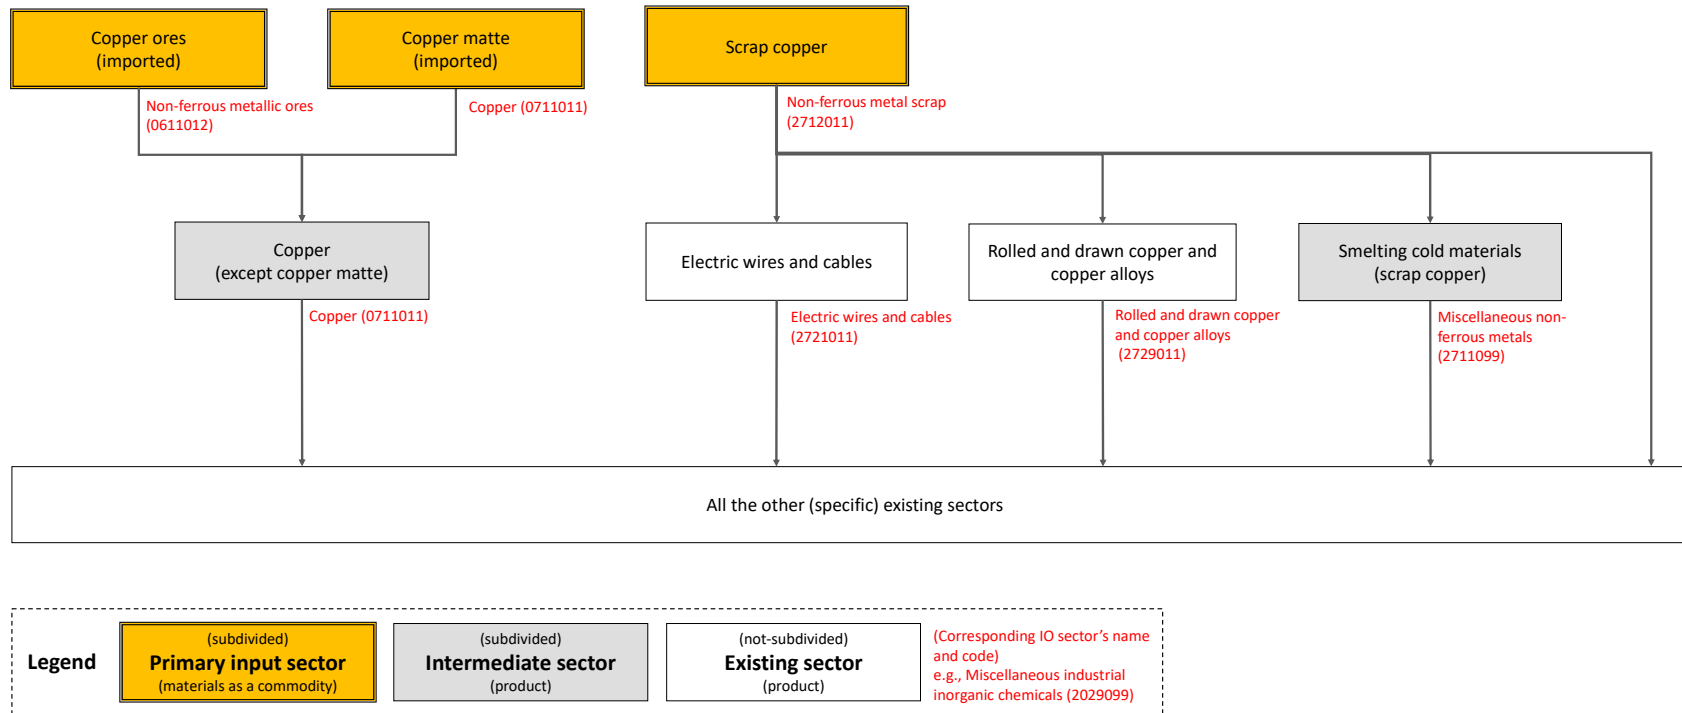 Copper ores
(imported)
Copper matte
(imported)
Scrap copper
Non-ferrous metallic ores
(0611012)
Copper (0711011)
Non-ferrous metal scrap
(2712011)
Copper
(except copper matte)
Electric wires and cables
Rolled and drawn copper and
copper alloys
Smelting cold materials
(scrap copper)
Copper (0711011)
Electric wires and cables
(2721011)
Rolled and drawn copper
and copper alloys
(2729011)
Miscellaneous non-
ferrous metals
(2711099)
All the other (specific) existing sectors
Legend
(subdivided)
Primary input sector
(materials as a commodity)
(subdivided)
Intermediate sector
(product)
(not-subdivided)
Existing sector
(product)
(Corresponding IO sector's name
and code)
e.g., Miscellaneous industrial
inorganic chemicals (2029099)